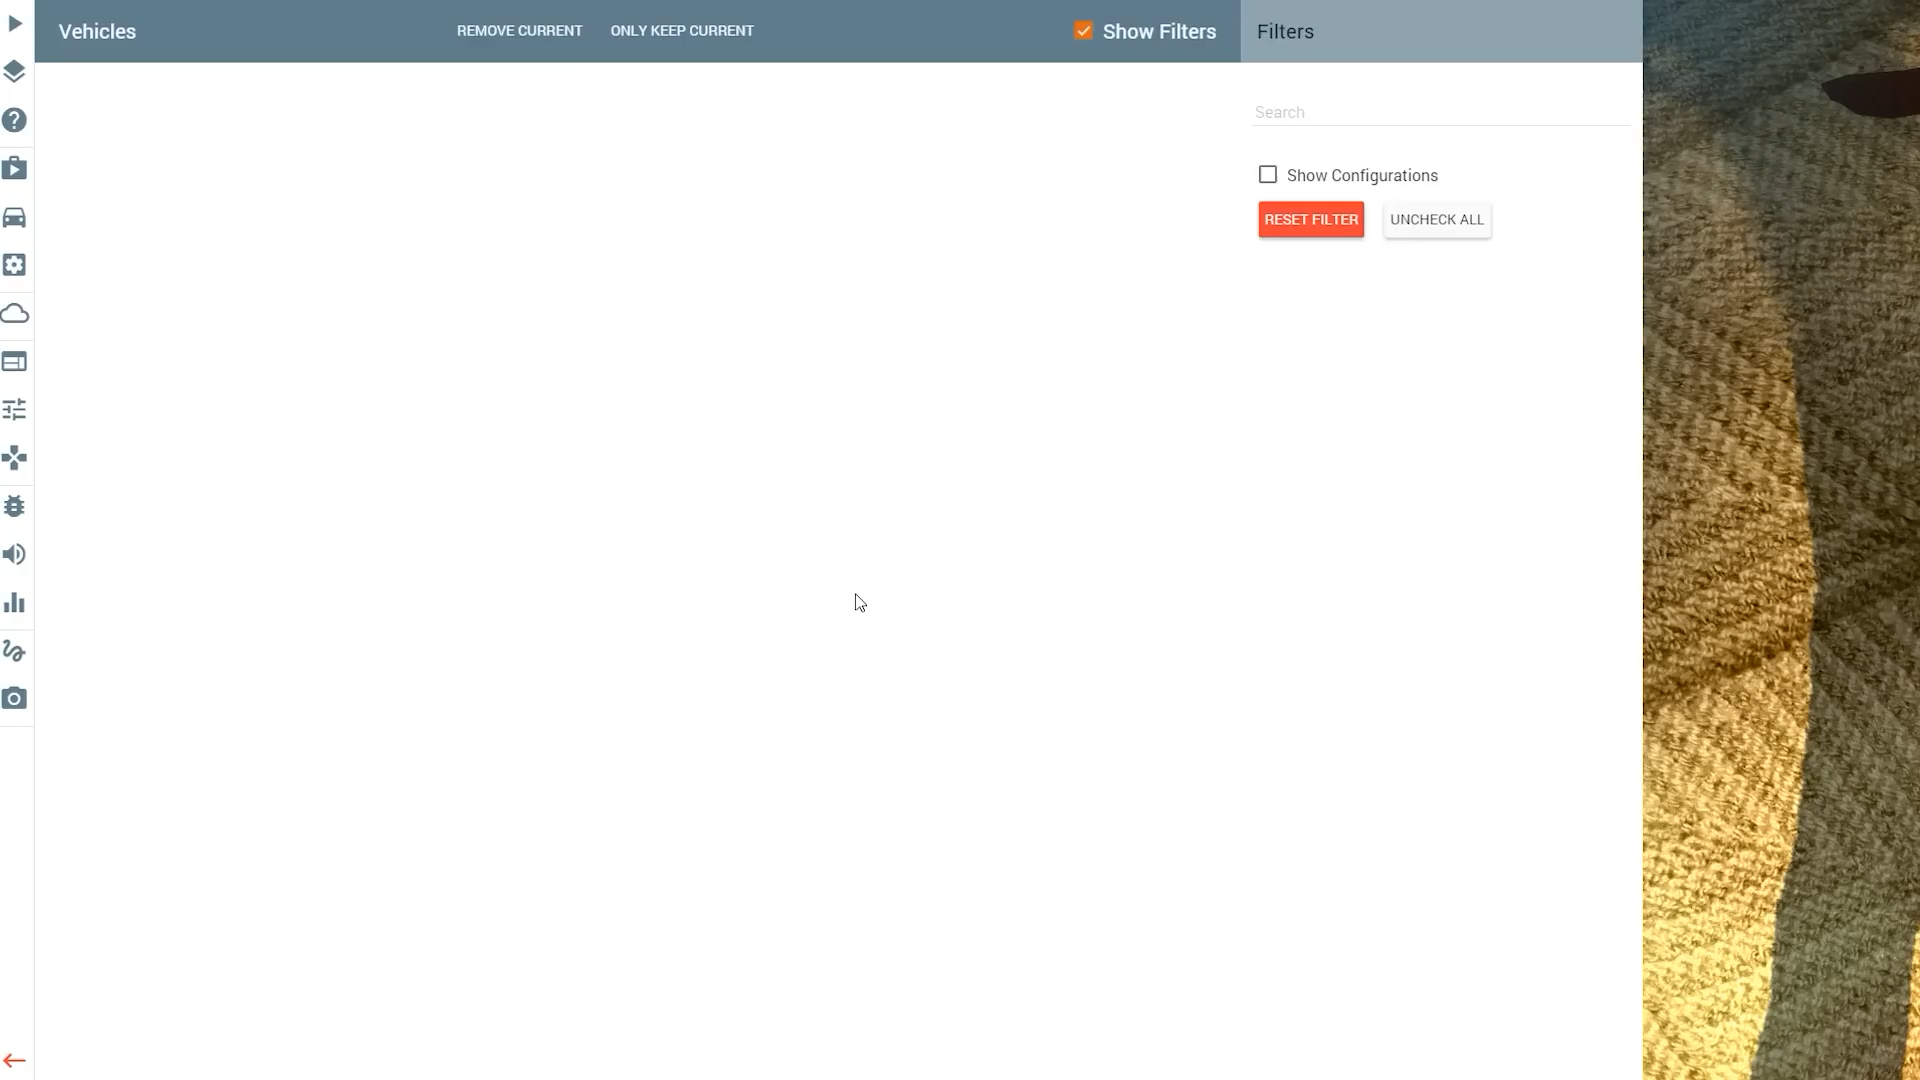 Vehicles
REMOVE CURRENT
ONLY KEEP CURRENT
Show Filters
Filters
Search
Show Configurations
RESET FILTER
UNCHECK ALL